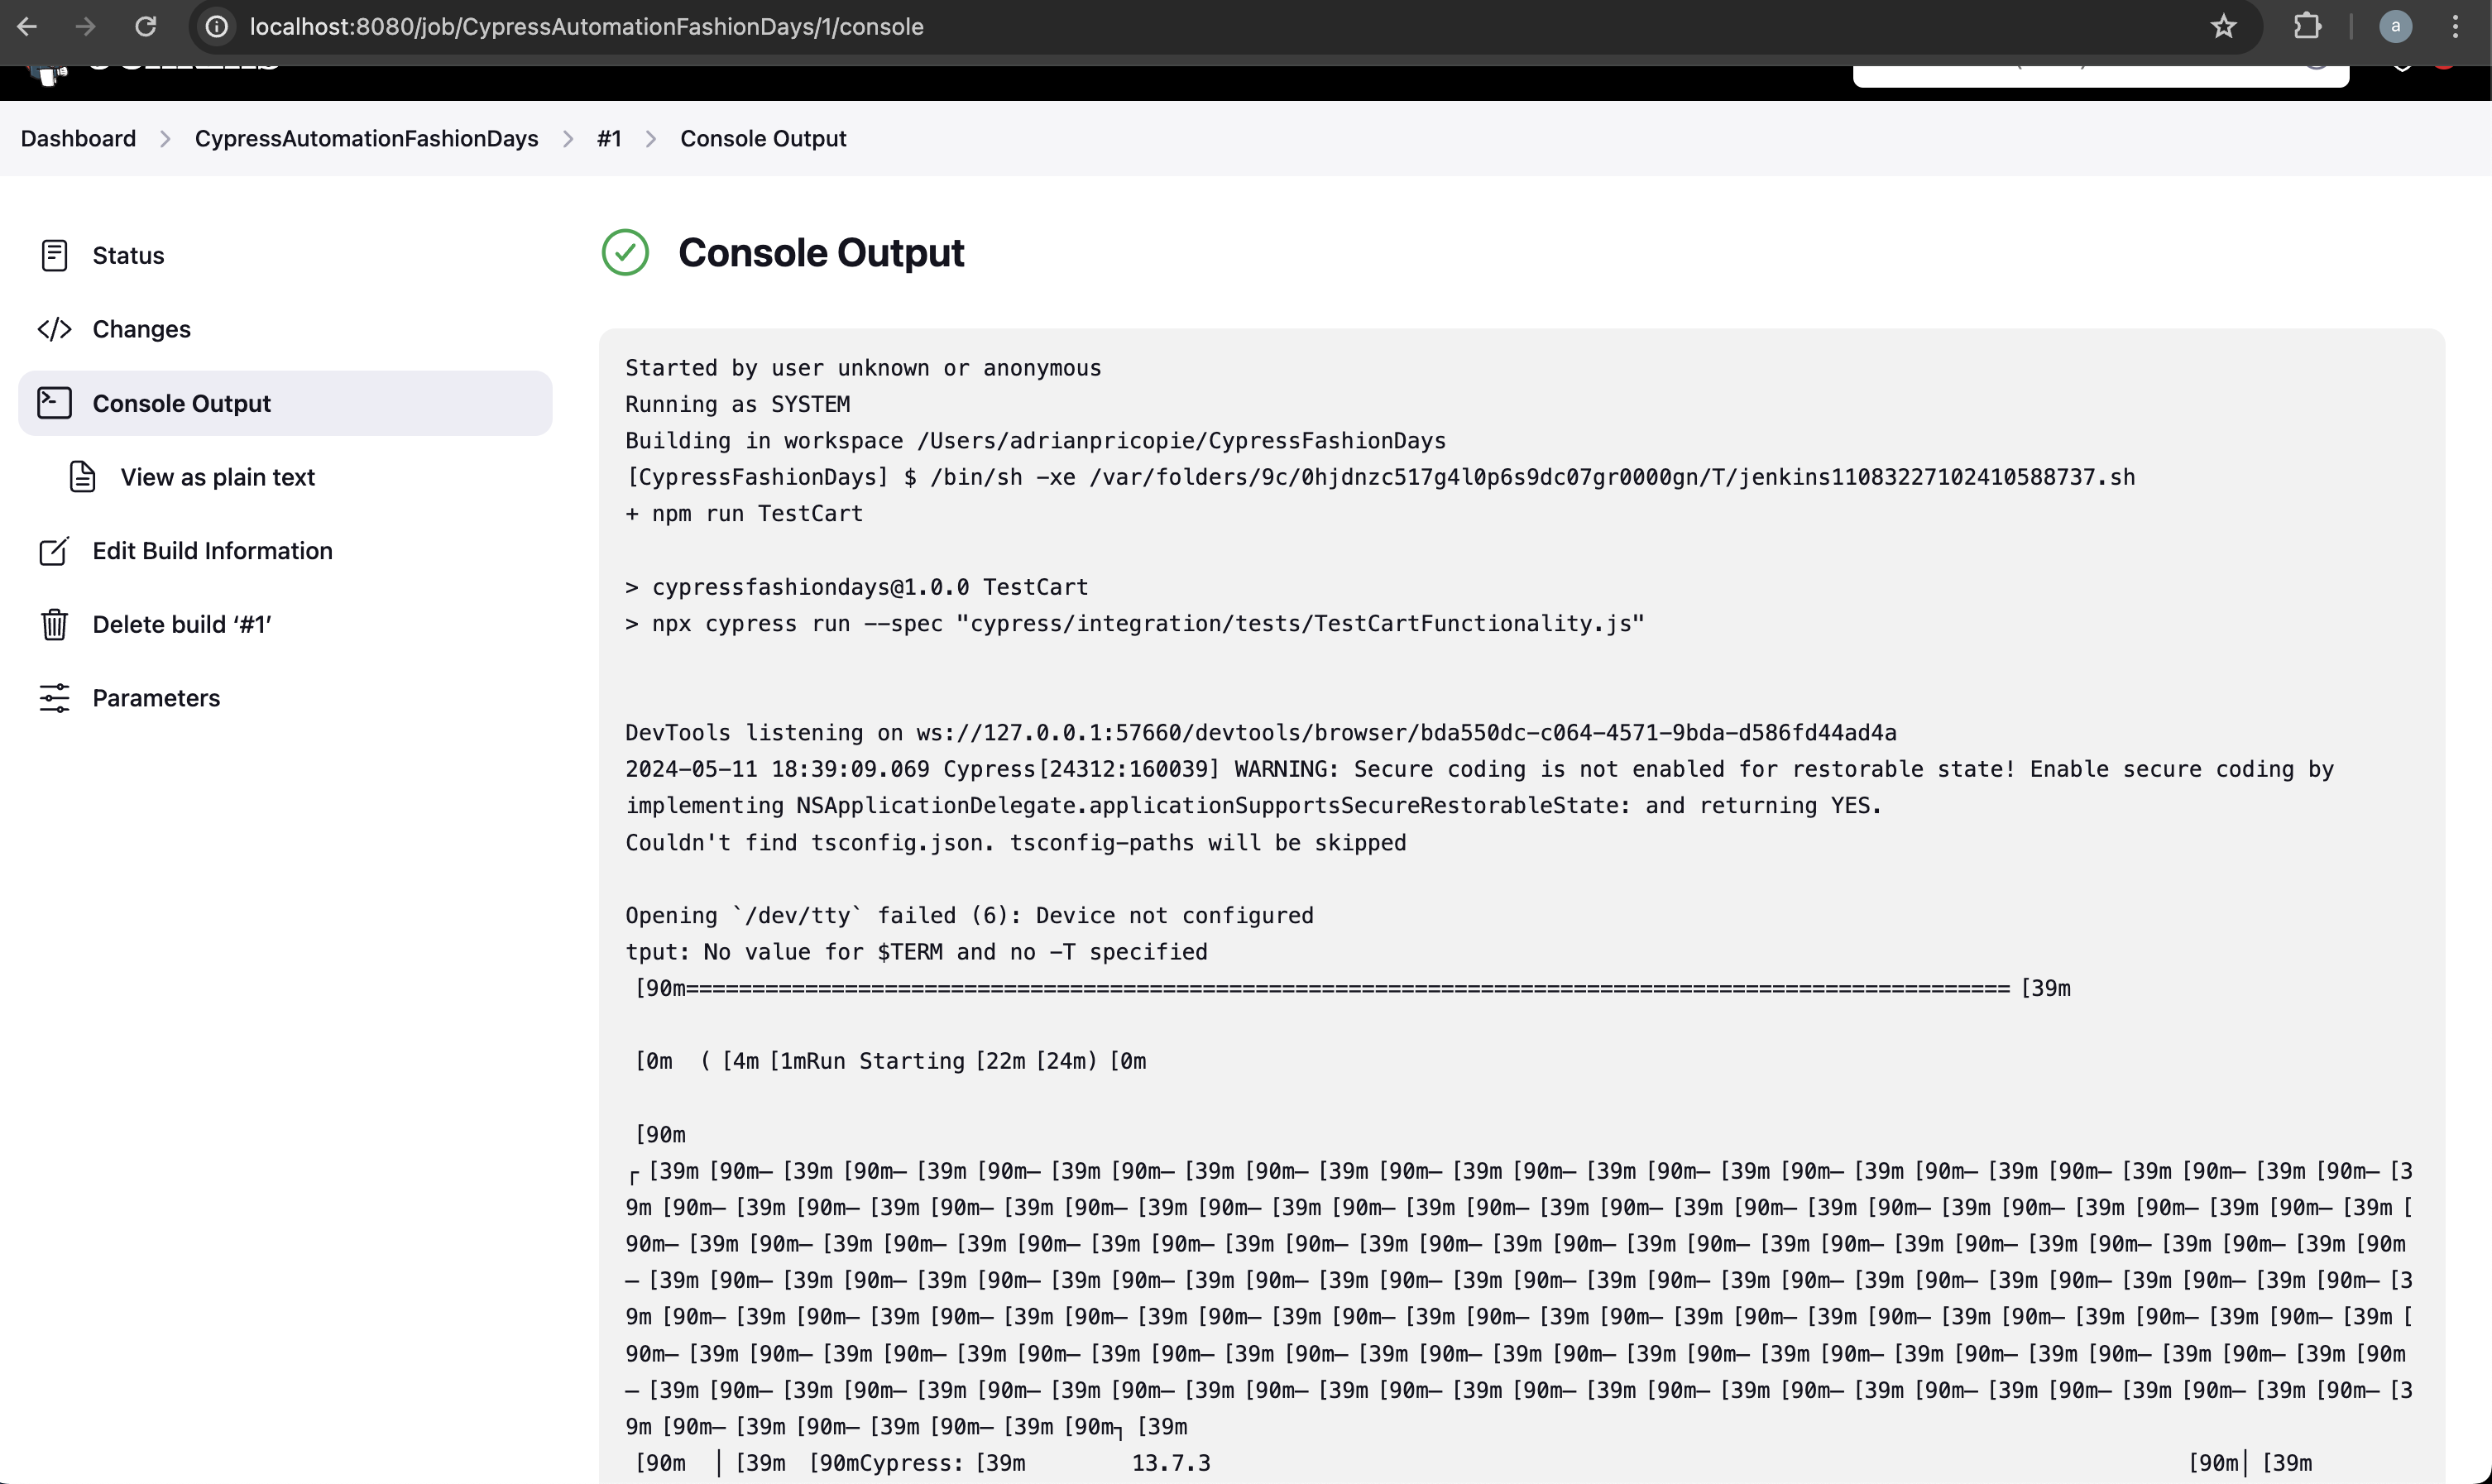 localhost:8080/job/CypressAutomationFashionDays/1/console
a
Dashboard > CypressAutomationFashionDays > #1 > Console Output
Status
Changes
Console Output
View as plain text
Edit Build Information
Delete build ‘#1’
Parameters
Console Output
Started by user unknown or anonymous
Running as SYSTEM
Building in workspace /Users/adrianpricopie/CypressFashionDays
[CypressFashionDays] $ /bin/sh -xe /var/folders/9c/0hjdnzc517g4l0p6s9dc07gr0000gn/T/jenkins11083227102410588737.sh
+ npm run TestCart
> cypressfashiondays@1.0.0 TestCart
> npx cypress run --spec "cypress/integration/tests/TestCartFunctionality.js"
DevTools listening on ws://127.0.0.1:57660/devtools/browser/bda550dc-c064-4571-9bda-d586fd44ad4a
2024-05-11 18:39:09.069 Cypress[24312:160039] WARNING: Secure coding is not enabled for restorable state! Enable secure coding by
implementing NSApplicationDelegate.applicationSupportsSecureRestorableState: and returning YES.
Couldn't find tsconfig.json. tsconfig-paths will be skipped
Opening `/dev/tty` failed (6): Device not configured
tput: No value for $TERM and no -T specified
[90m==================================================================================================== [39m
[0m  ( [4m [1mRun Starting [22m [24m) [0m
[90m
┌ [39m [90m─ [39m [90m─ [39m [90m─ [39m [90m─ [39m [90m─ [39m [90m─ [39m [90m─ [39m [90m─ [39m [90m─ [39m [90m─ [39m [90m─ [39m [90m─ [39m [90m─ [3
9m [90m─ [39m [90m─ [39m [90m─ [39m [90m─ [39m [90m─ [39m [90m─ [39m [90m─ [39m [90m─ [39m [90m─ [39m [90m─ [39m [90m─ [39m [90m─ [39m [90m─ [39m [
90m─ [39m [90m─ [39m [90m─ [39m [90m─ [39m [90m─ [39m [90m─ [39m [90m─ [39m [90m─ [39m [90m─ [39m [90m─ [39m [90m─ [39m [90m─ [39m [90m─ [39m [90m
─ [39m [90m─ [39m [90m─ [39m [90m─ [39m [90m─ [39m [90m─ [39m [90m─ [39m [90m─ [39m [90m─ [39m [90m─ [39m [90m─ [39m [90m─ [39m [90m─ [39m [90m─ [3
9m [90m─ [39m [90m─ [39m [90m─ [39m [90m─ [39m [90m─ [39m [90m─ [39m [90m─ [39m [90m─ [39m [90m─ [39m [90m─ [39m [90m─ [39m [90m─ [39m [90m─ [39m [
90m─ [39m [90m─ [39m [90m─ [39m [90m─ [39m [90m─ [39m [90m─ [39m [90m─ [39m [90m─ [39m [90m─ [39m [90m─ [39m [90m─ [39m [90m─ [39m [90m─ [39m [90m
─ [39m [90m─ [39m [90m─ [39m [90m─ [39m [90m─ [39m [90m─ [39m [90m─ [39m [90m─ [39m [90m─ [39m [90m─ [39m [90m─ [39m [90m─ [39m [90m─ [39m [90m─ [3
9m [90m─ [39m [90m─ [39m [90m─ [39m [90m┐ [39m
[90m  │ [39m  [90mCypress: [39m        13.7.3        [90m│ [39m